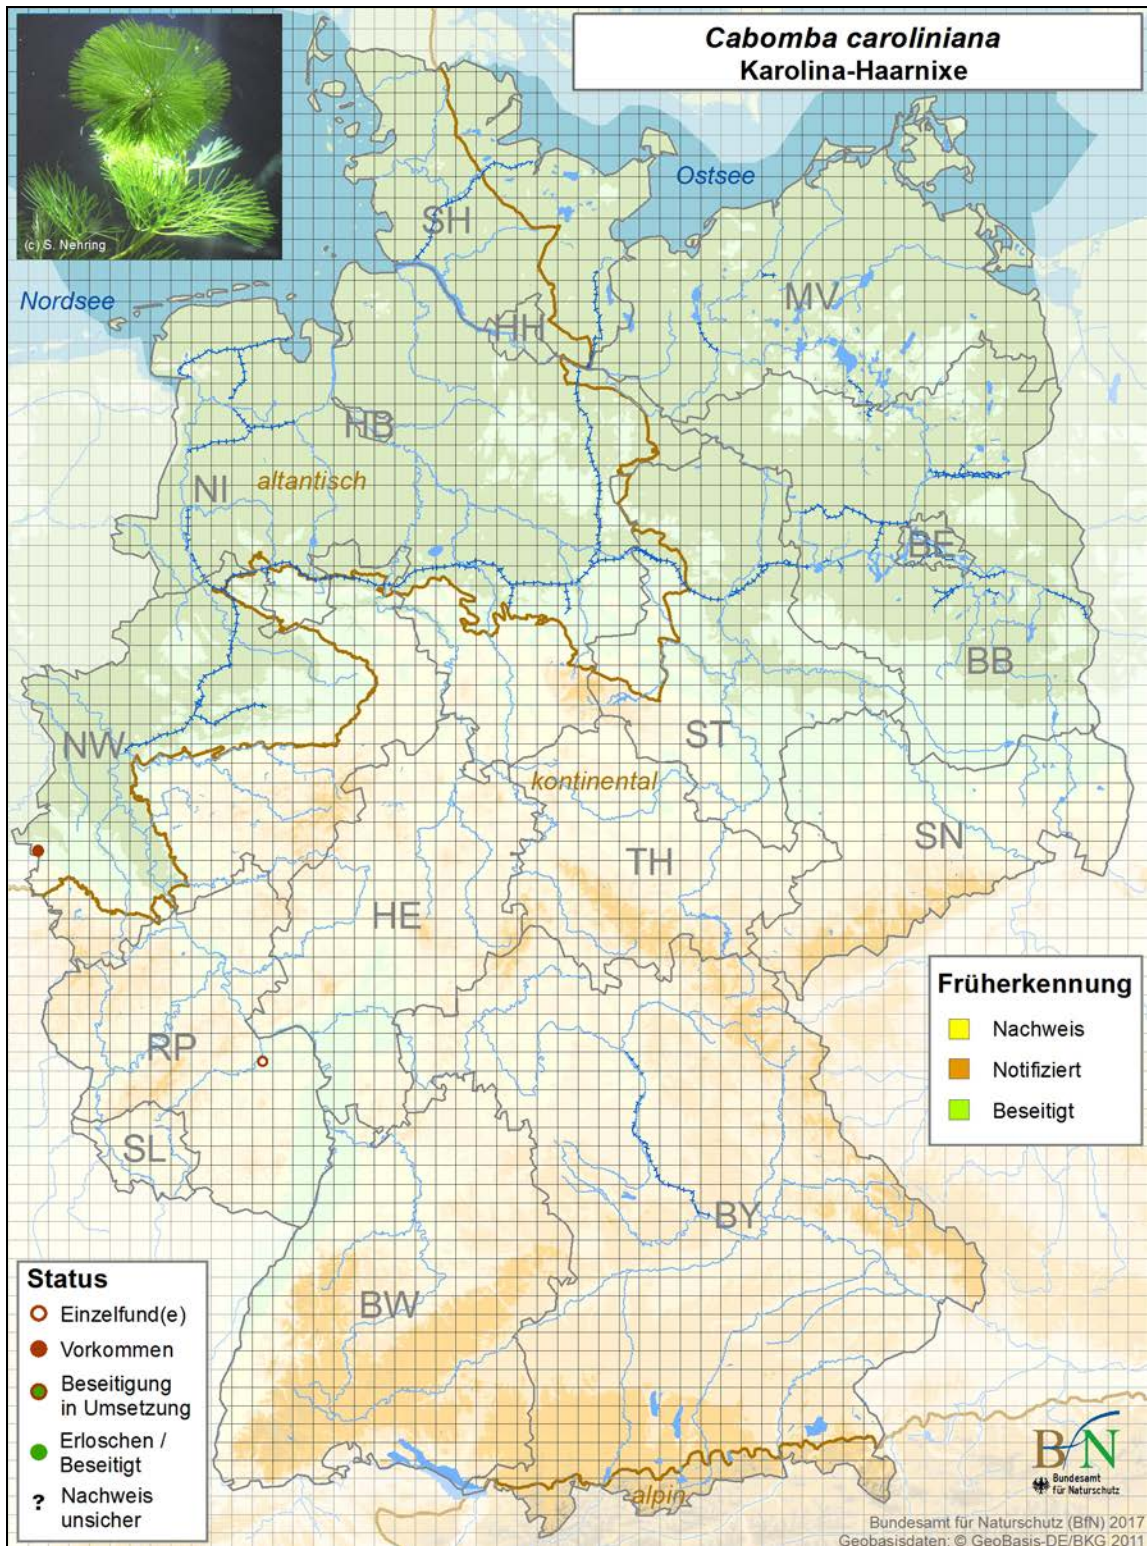 Cabomba caroliniana
Karolina-Haarnixe
(c) S. Nehring
Nordsee
Ostsee
SH
HH
MV
HB
NI
altantisch
BE
BB
NW
ST
kontinental
SN
TH
HE
RP
SL
BY
BW
alpin
Früherkennung
Nachweis
Notifiziert
Beseitigt
Status
Einzelfund(e)
Vorkommen
Beseitigung
in Umsetzung
Erloschen /
Beseitigt
? Nachweis
unsicher
BfN
Bundesamt
für Naturschutz
Bundesamt für Naturschutz (BfN) 2017
Geobasisdaten: © GeoBasis-DE/BKG 2011